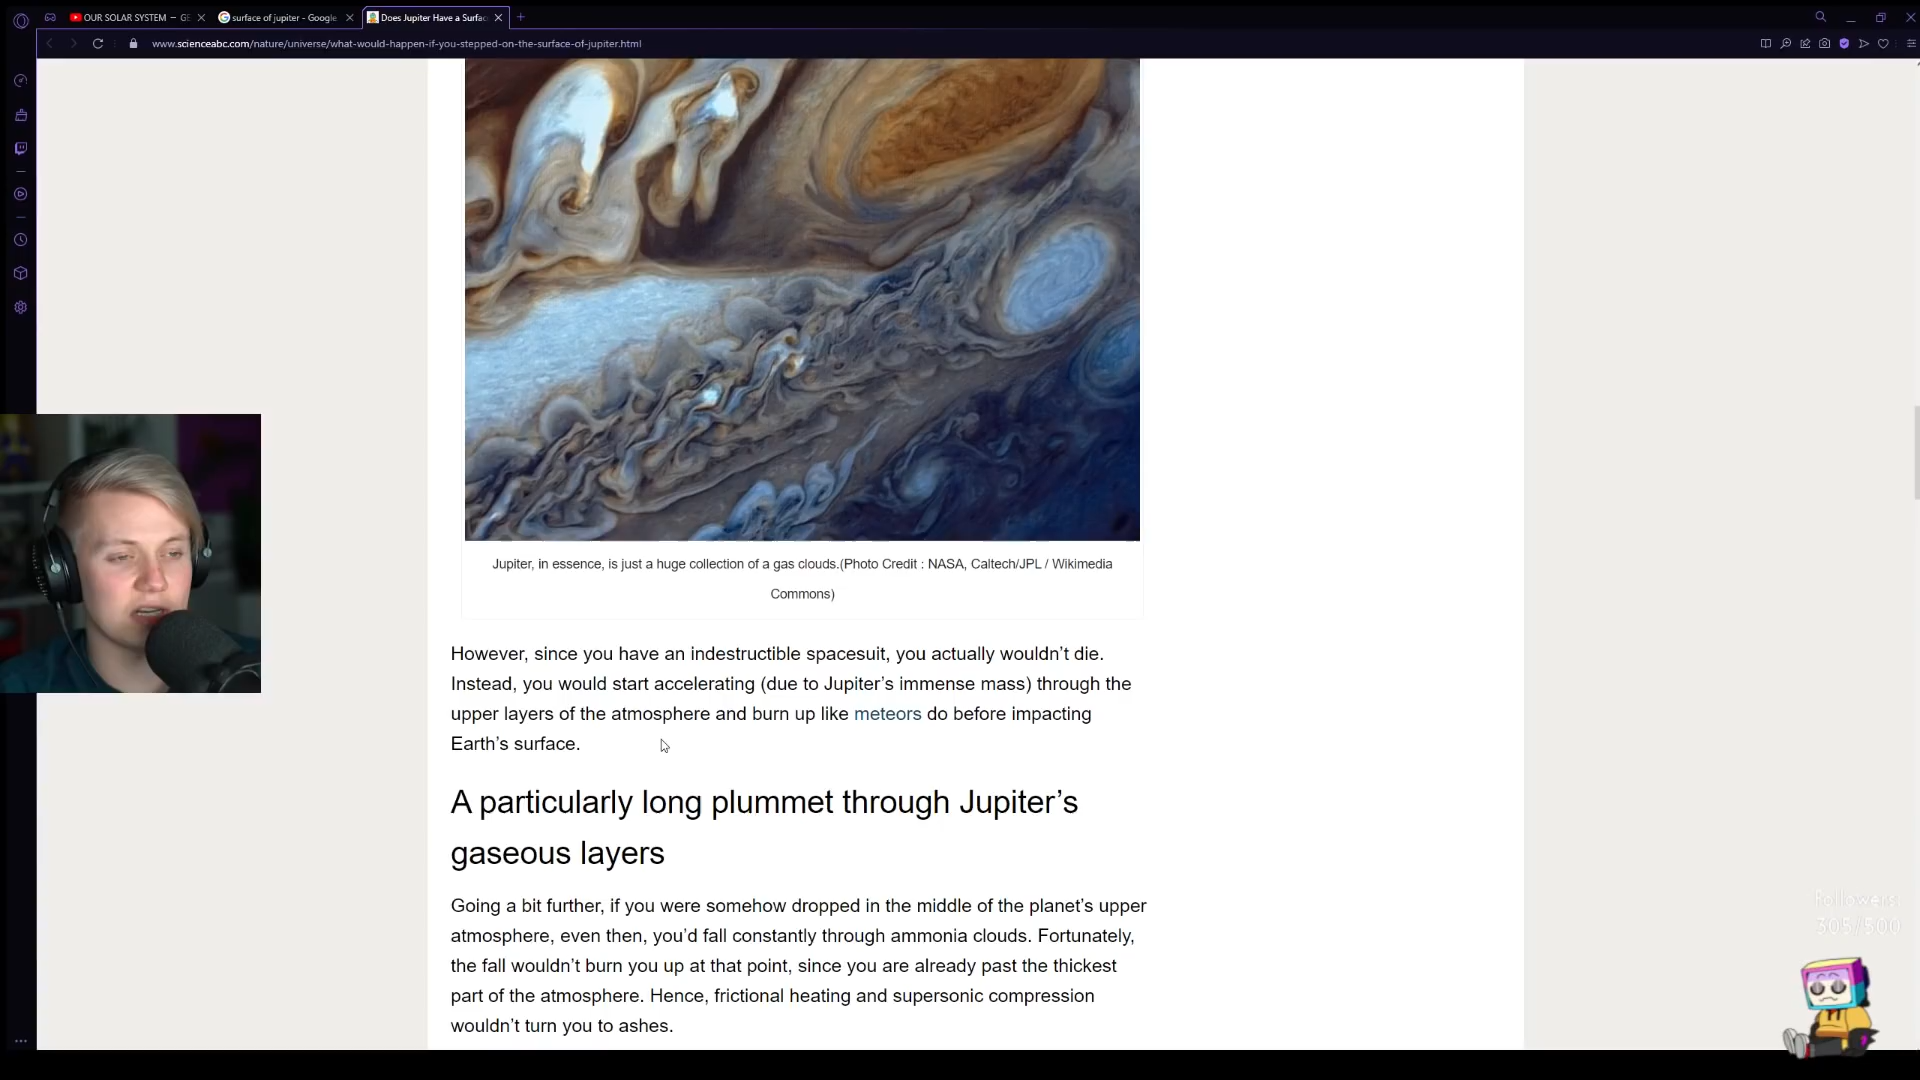 OUR SOLAR SYSTEM – GE
surface of jupiter - Google
Does Jupiter Have a Surfac
www.scienceabc.com/nature/universe/what-would-happen-if-you-stepped-on-the-surface-of-jupiter.html
Jupiter, in essence, is just a huge collection of a gas clouds.(Photo Credit : NASA, Caltech/JPL / Wikimedia
Commons)
However, since you have an indestructible spacesuit, you actually wouldn’t die.
Instead, you would start accelerating (due to Jupiter’s immense mass) through the
upper layers of the atmosphere and burn up like meteors do before impacting
Earth’s surface.
A particularly long plummet through Jupiter’s
gaseous layers
Going a bit further, if you were somehow dropped in the middle of the planet’s upper
atmosphere, even then, you’d fall constantly through ammonia clouds. Fortunately,
the fall wouldn’t burn you up at that point, since you are already past the thickest
part of the atmosphere. Hence, frictional heating and supersonic compression
wouldn’t turn you to ashes.
Followers:
305/500